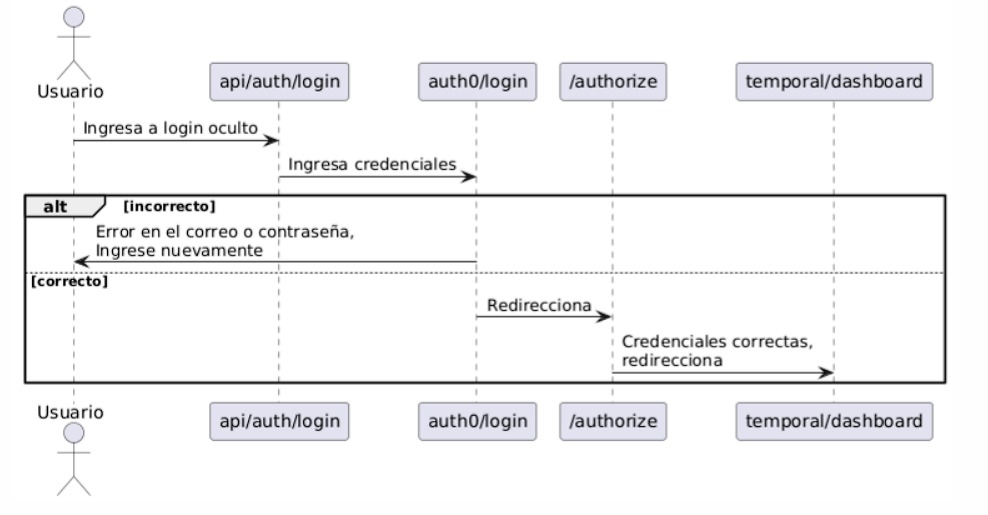 Usuario
api/auth/login
auth0/login
/authorize
temporal/dashboard
Ingresa a login oculto
Ingresa credenciales
alt
[incorrecto]
Error en el correo o contraseña,
Ingrese nuevamente
[correcto]
Redirecciona
Credenciales correctas,
redirecciona
Usuario
api/auth/login
auth0/login
/authorize
temporal/dashboard